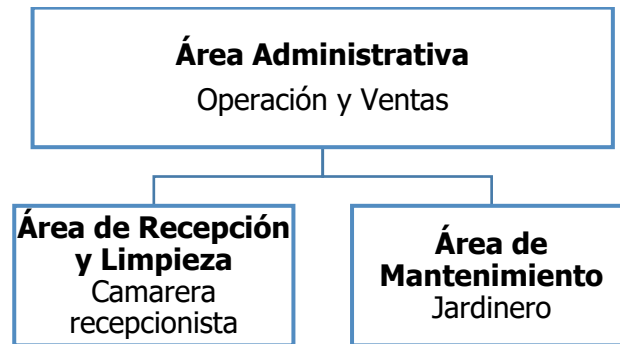 Área Administrativa
Operación y Ventas
Área de Recepción
y Limpieza
Camarera
recepcionista
Área de
Mantenimiento
Jardinero